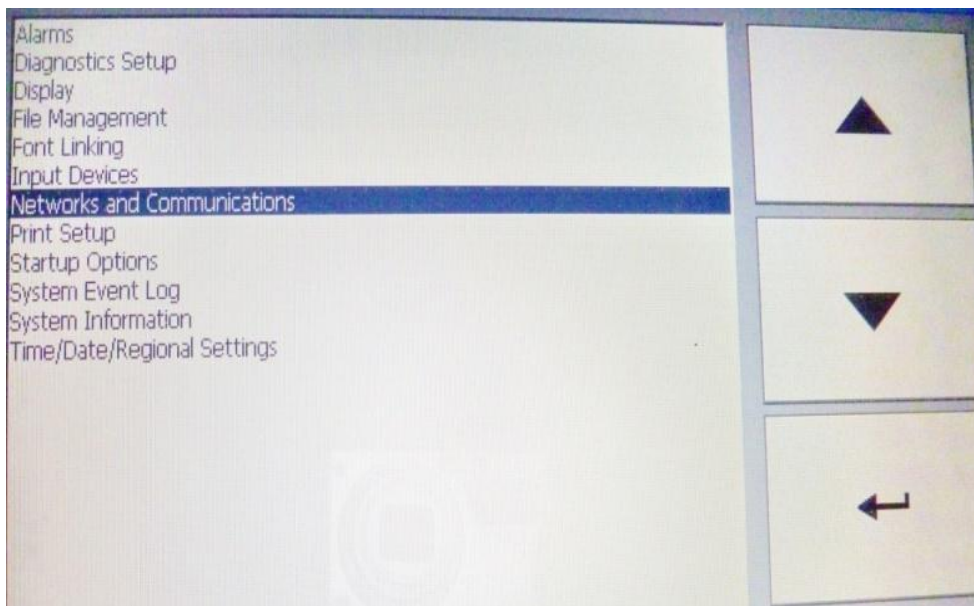 Alarms
Diagnostics Setup
Display
File Management
Font Linking
Input Devices
Networks and Communications
Print Setup
Startup Options
System Event Log
System Information
Time/Date/Regional Settings